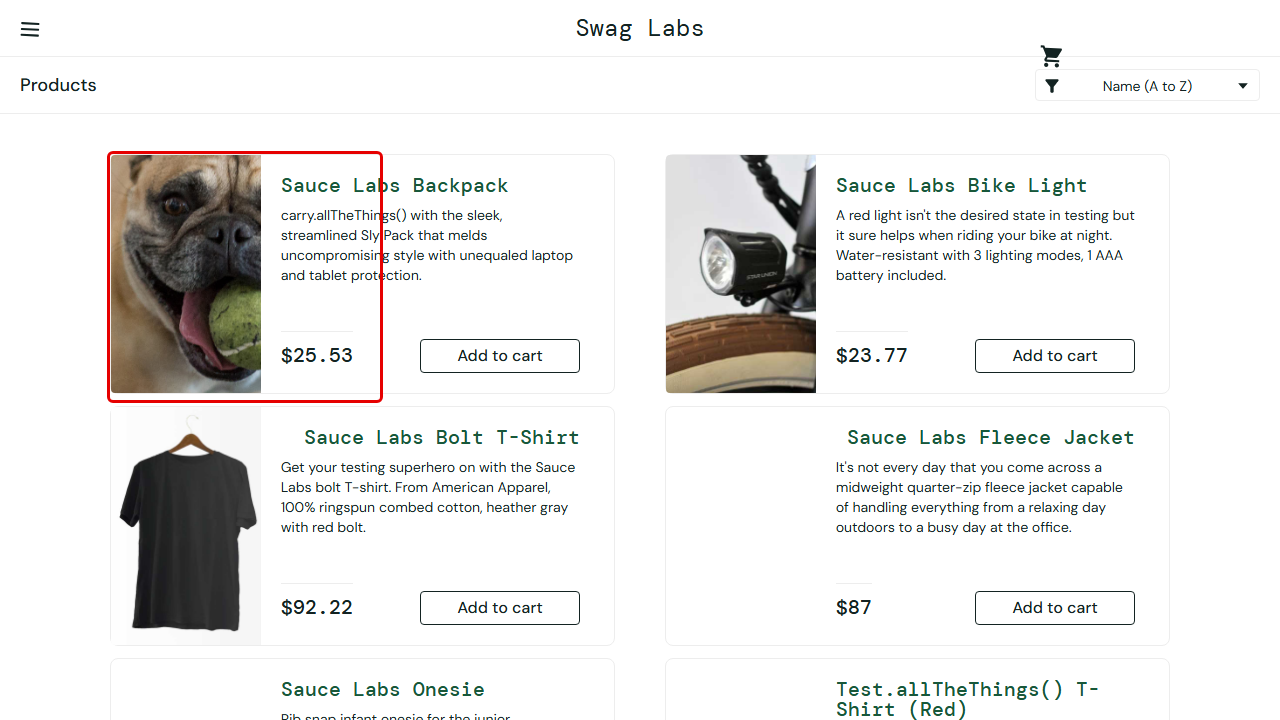 Swag Labs
Products
Name (A to Z)
Sauce Labs Backpack
carry.allTheThings() with the sleek,
streamlined Sly Pack that melds
uncompromising style with unequaled laptop
and tablet protection.
$25.53
Add to cart
Sauce Labs Bike Light
A red light isn't the desired state in testing but
it sure helps when riding your bike at night.
Water-resistant with 3 lighting modes, 1 AAA
battery included.
$23.77
Add to cart
Sauce Labs Bolt T-Shirt
Get your testing superhero on with the Sauce
Labs bolt T-shirt. From American Apparel,
100% ringspun combed cotton, heather gray
with red bolt.
$92.22
Add to cart
Sauce Labs Fleece Jacket
It's not every day that you come across a
midweight quarter-zip fleece jacket capable
of handling everything from a relaxing day
outdoors to a busy day at the office.
$87
Add to cart
Sauce Labs Onesie
Rib snap infant onesie for the junior
Test.allTheThings() T-
Shirt (Red)